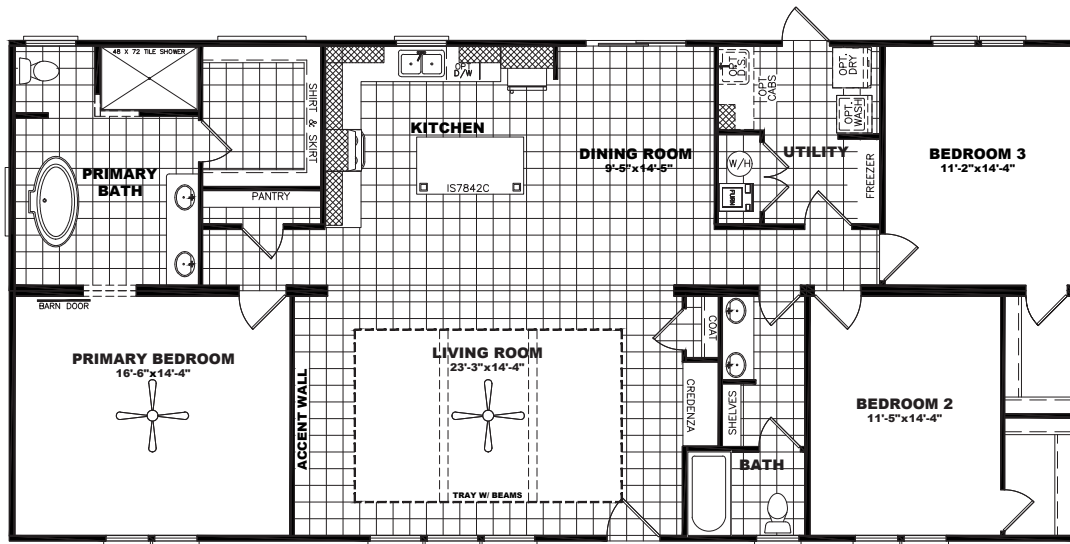 48 X 72 TILE SHOWER
SHIRT & SKIRT
PRIMARY
BATH
PANTRY
BARN DOOR
KITCHEN
OPT
D/W
IS7842C
DINING ROOM
9'-5"x14'-5"
OPT
D.S.
OPT
CABS
OPT.
DRY
OPT.
WASH
W/H
FURN
UTILITY
FREEZER
BEDROOM 3
11'-2"x14'-4"
PRIMARY BEDROOM
16'-6"x14'-4"
ACCENT WALL
LIVING ROOM
23'-3"x14'-4"
TRAY W/ BEAMS
COAT
CREDENZA
SHELVES
BATH
BEDROOM 2
11'-5"x14'-4"